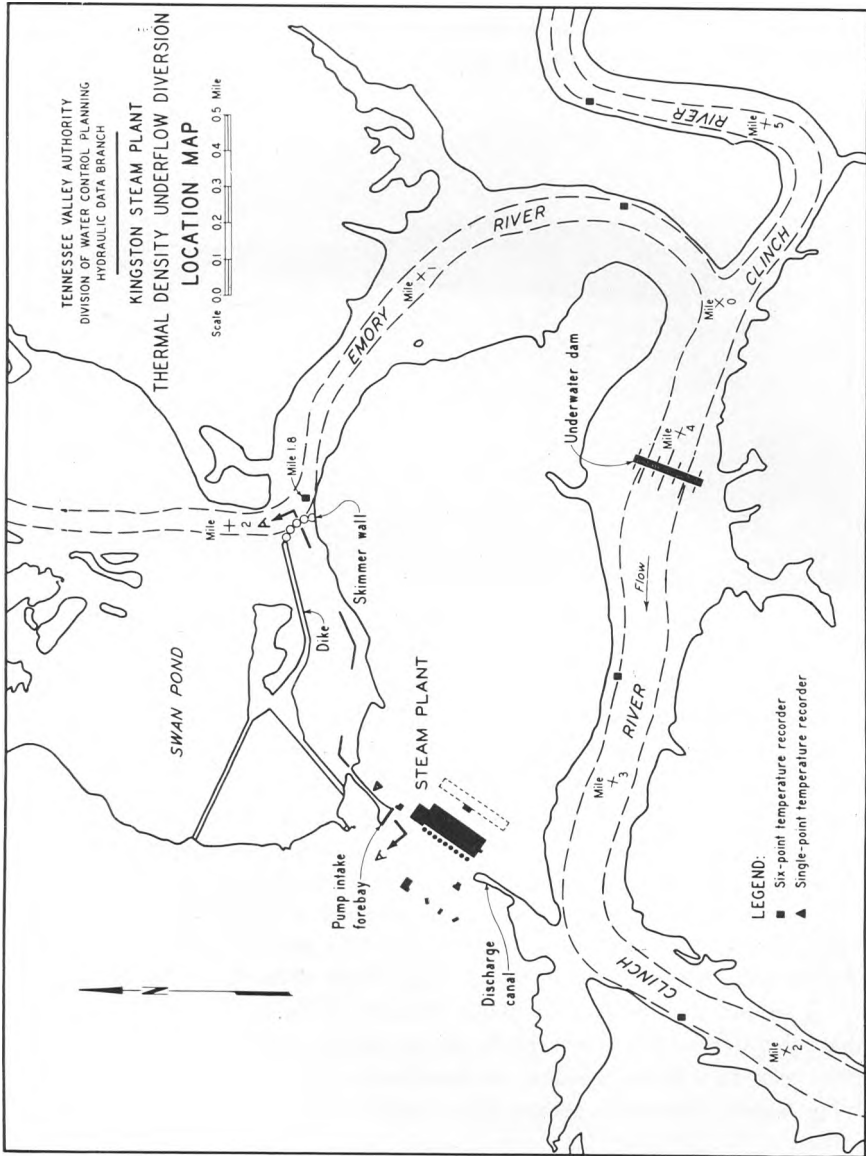 TENNESSEE VALLEY AUTHORITY
DIVISION OF WATER CONTROL PLANNING
HYDRAULIC DATA BRANCH
KINGSTON STEAM PLANT
THERMAL DENSITY UNDERFLOW DIVERSION
LOCATION MAP
Scale 0.0 0.1 0.2 0.3 0.4 0.5 Mile
SWAN POND
Mile
2
A
Mile 1.8
Skimmer wall
Dike
EMORY
RIVER
Mile
1
STEAM PLANT
Pump intake
forebay
A
Discharge
canal
N
Underwater dam
Mile
0
Mile
4
Flow
RIVER
Mile
5
CLINCH
RIVER
Mile
3
CLINCH
Mile
2
LEGEND:
Six-point temperature recorder
Single-point temperature recorder